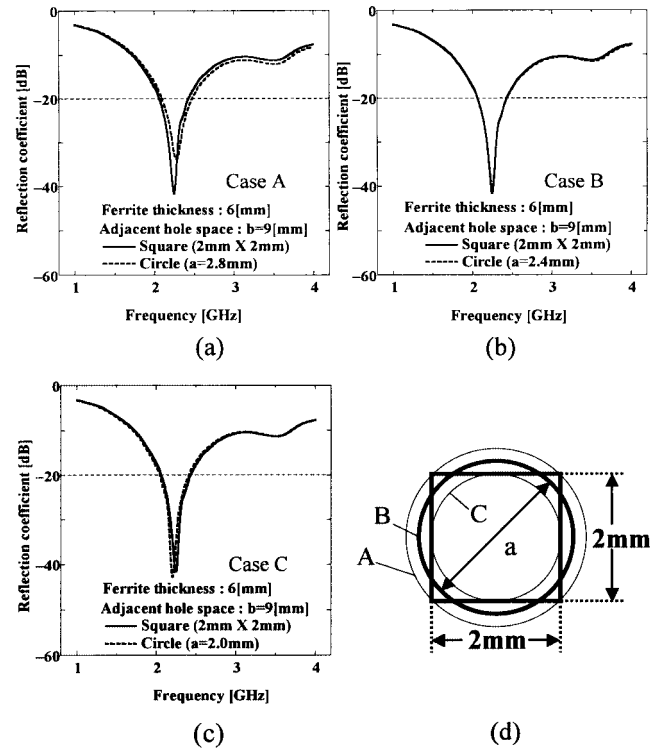 Reflection coefficient [dB]
0
−20
−40
−60
Case A
Ferrite thickness : 6[mm]
Adjacent hole space : b=9[mm]
Square (2mm X 2mm)
Circle (a=2.8mm)
1 2 3 4
Frequency [GHz]
(a)
Reflection coefficient [dB]
0
−20
−40
−60
Case B
Ferrite thickness : 6[mm]
Adjacent hole space : b=9[mm]
Square (2mm X 2mm)
Circle (a=2.4mm)
1 2 3 4
Frequency [GHz]
(b)
Reflection coefficient [dB]
0
−20
−40
−60
Case C
Ferrite thickness : 6[mm]
Adjacent hole space : b=9[mm]
Square (2mm X 2mm)
Circle (a=2.0mm)
1 2 3 4
Frequency [GHz]
(c)
C
B
A
a
2mm
2mm
(d)